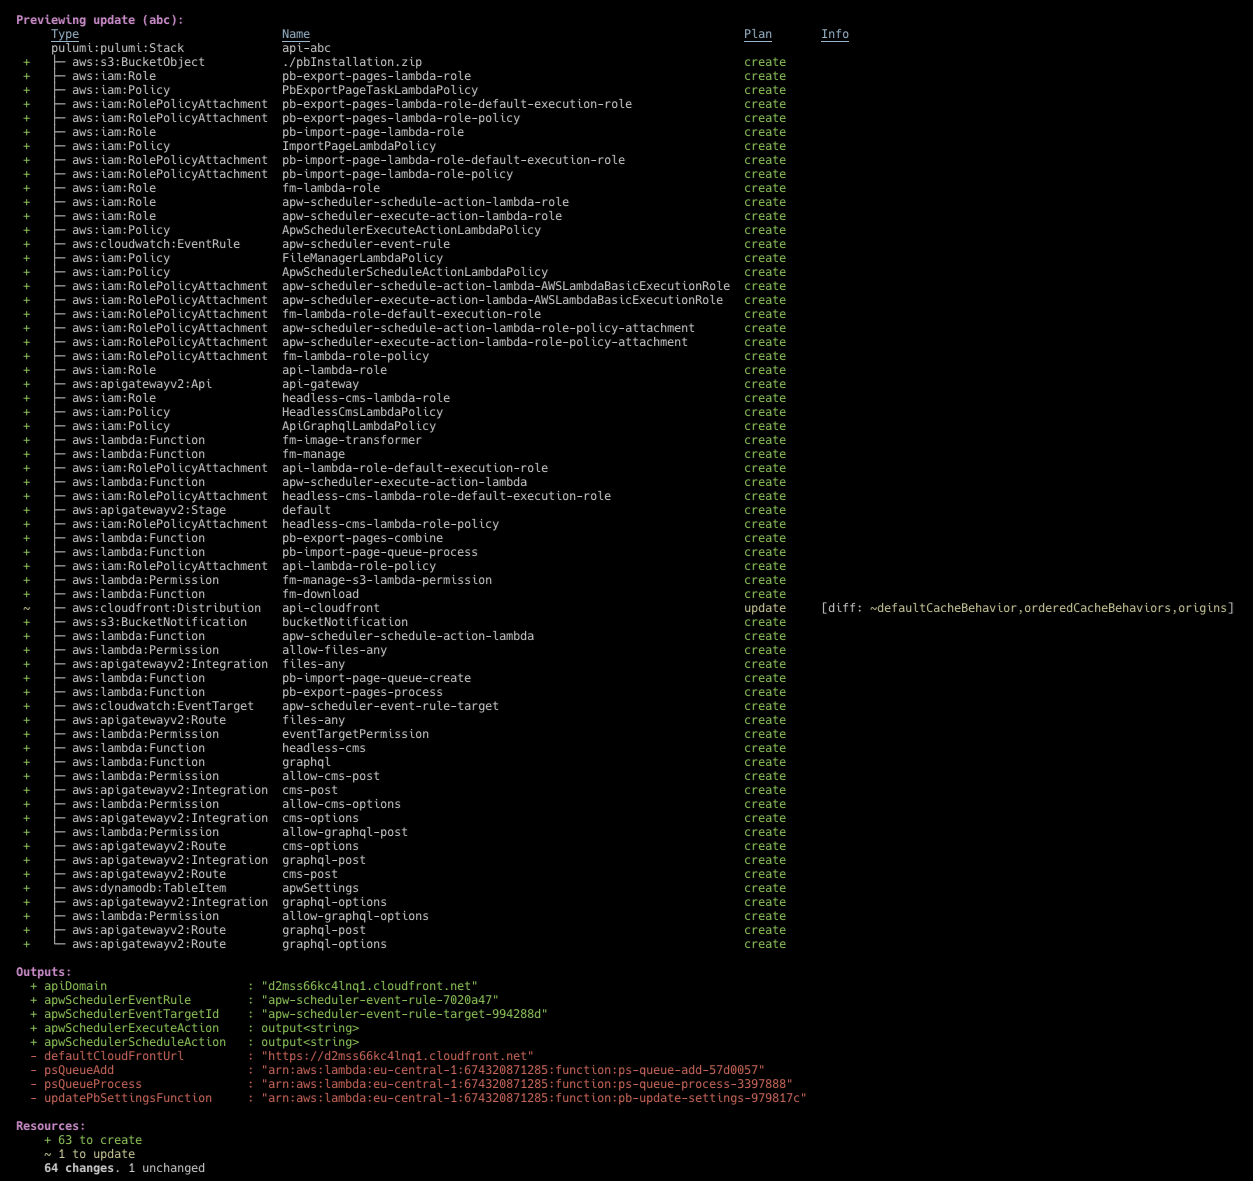 Previewing update (abc):
Type Name Plan Info
pulumi:pulumi:Stack api-abc
+ ├─ aws:s3:BucketObject ./pbInstallation.zip create
+ ├─ aws:iam:Role pb-export-pages-lambda-role create
+ ├─ aws:iam:Policy PbExportPageTaskLambdaPolicy create
+ ├─ aws:iam:RolePolicyAttachment pb-export-pages-lambda-role-default-execution-role create
+ ├─ aws:iam:RolePolicyAttachment pb-export-pages-lambda-role-policy create
+ ├─ aws:iam:Role pb-import-page-lambda-role create
+ ├─ aws:iam:Policy ImportPageLambdaPolicy create
+ ├─ aws:iam:RolePolicyAttachment pb-import-page-lambda-role-default-execution-role create
+ ├─ aws:iam:RolePolicyAttachment pb-import-page-lambda-role-policy create
+ ├─ aws:iam:Role fm-lambda-role create
+ ├─ aws:iam:Role apw-scheduler-schedule-action-lambda-role create
+ ├─ aws:iam:Role apw-scheduler-execute-action-lambda-role create
+ ├─ aws:iam:Policy ApwSchedulerExecuteActionLambdaPolicy create
+ ├─ aws:cloudwatch:EventRule apw-scheduler-event-rule create
+ ├─ aws:iam:Policy FileManagerLambdaPolicy create
+ ├─ aws:iam:Policy ApwSchedulerScheduleActionLambdaPolicy create
+ ├─ aws:iam:RolePolicyAttachment apw-scheduler-schedule-action-lambda-AWSLambdaBasicExecutionRole create
+ ├─ aws:iam:RolePolicyAttachment apw-scheduler-execute-action-lambda-AWSLambdaBasicExecutionRole create
+ ├─ aws:iam:RolePolicyAttachment fm-lambda-role-default-execution-role create
+ ├─ aws:iam:RolePolicyAttachment apw-scheduler-schedule-action-lambda-role-policy-attachment create
+ ├─ aws:iam:RolePolicyAttachment apw-scheduler-execute-action-lambda-role-policy-attachment create
+ ├─ aws:iam:RolePolicyAttachment fm-lambda-role-policy create
+ ├─ aws:iam:Role api-lambda-role create
+ ├─ aws:apigatewayv2:Api api-gateway create
+ ├─ aws:iam:Role headless-cms-lambda-role create
+ ├─ aws:iam:Policy HeadlessCmsLambdaPolicy create
+ ├─ aws:iam:Policy ApiGraphqlLambdaPolicy create
+ ├─ aws:lambda:Function fm-image-transformer create
+ ├─ aws:lambda:Function fm-manage create
+ ├─ aws:iam:RolePolicyAttachment api-lambda-role-default-execution-role create
+ ├─ aws:lambda:Function apw-scheduler-execute-action-lambda create
+ ├─ aws:iam:RolePolicyAttachment headless-cms-lambda-role-default-execution-role create
+ ├─ aws:apigatewayv2:Stage default create
+ ├─ aws:iam:RolePolicyAttachment headless-cms-lambda-role-policy create
+ ├─ aws:lambda:Function pb-export-pages-combine create
+ ├─ aws:lambda:Function pb-import-page-queue-process create
+ ├─ aws:iam:RolePolicyAttachment api-lambda-role-policy create
+ ├─ aws:lambda:Permission fm-manage-s3-lambda-permission create
+ ├─ aws:lambda:Function fm-download create
~ ├─ aws:cloudfront:Distribution api-cloudfront update [diff: ~defaultCacheBehavior,orderedCacheBehaviors,origins]
+ ├─ aws:s3:BucketNotification bucketNotification create
+ ├─ aws:lambda:Function apw-scheduler-schedule-action-lambda create
+ ├─ aws:lambda:Permission allow-files-any create
+ ├─ aws:apigatewayv2:Integration files-any create
+ ├─ aws:lambda:Function pb-import-page-queue-create create
+ ├─ aws:lambda:Function pb-export-pages-process create
+ ├─ aws:cloudwatch:EventTarget apw-scheduler-event-rule-target create
+ ├─ aws:apigatewayv2:Route files-any create
+ ├─ aws:lambda:Permission eventTargetPermission create
+ ├─ aws:lambda:Function headless-cms create
+ ├─ aws:lambda:Function graphql create
+ ├─ aws:lambda:Permission allow-cms-post create
+ ├─ aws:apigatewayv2:Integration cms-post create
+ ├─ aws:lambda:Permission allow-cms-options create
+ ├─ aws:apigatewayv2:Integration cms-options create
+ ├─ aws:lambda:Permission allow-graphql-post create
+ ├─ aws:apigatewayv2:Route cms-options create
+ ├─ aws:apigatewayv2:Integration graphql-post create
+ ├─ aws:apigatewayv2:Route cms-post create
+ ├─ aws:dynamodb:TableItem apwSettings create
+ ├─ aws:apigatewayv2:Integration graphql-options create
+ ├─ aws:lambda:Permission allow-graphql-options create
+ ├─ aws:apigatewayv2:Route graphql-post create
+ └─ aws:apigatewayv2:Route graphql-options create
Outputs:
+ apiDomain : "d2mss66kc4lnq1.cloudfront.net"
+ apwSchedulerEventRule : "apw-scheduler-event-rule-7020a47"
+ apwSchedulerEventTargetId : "apw-scheduler-event-rule-target-994288d"
+ apwSchedulerExecuteAction : output<string>
+ apwSchedulerScheduleAction : output<string>
- defaultCloudFrontUrl : "https://d2mss66kc4lnq1.cloudfront.net"
- psQueueAdd : "arn:aws:lambda:eu-central-1:674320871285:function:ps-queue-add-57d0057"
- psQueueProcess : "arn:aws:lambda:eu-central-1:674320871285:function:ps-queue-process-3397888"
- updatePbSettingsFunction : "arn:aws:lambda:eu-central-1:674320871285:function:pb-update-settings-979817c"
Resources:
+ 63 to create
~ 1 to update
64 changes. 1 unchanged